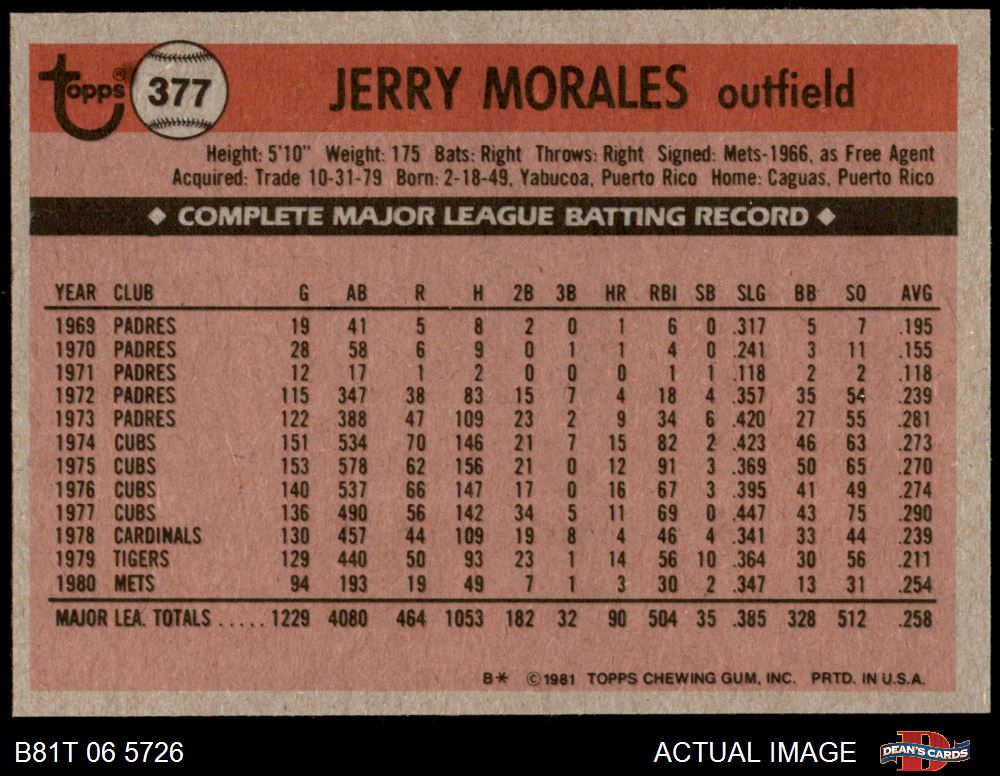 Topps® 377 JERRY MORALES outfield
Height: 5'10" Weight: 175 Bats: Right Throws: Right Signed: Mets-1966, as Free Agent
Acquired: Trade 10-31-79 Born: 2-18-49, Yabucoa, Puerto Rico Home: Caguas, Puerto Rico
◆ COMPLETE MAJOR LEAGUE BATTING RECORD ◆
YEAR CLUB G AB R H 2B 3B HR RBI SB SLG BB SO AVG
1969 PADRES 19 41 5 8 2 0 1 6 0 .317 5 7 .195
1970 PADRES 28 58 6 9 0 1 1 4 0 .241 3 11 .155
1971 PADRES 12 17 1 2 0 0 0 1 1 .118 2 2 .118
1972 PADRES 115 347 38 83 15 7 4 18 4 .357 35 54 .239
1973 PADRES 122 388 47 109 23 2 9 34 6 .420 27 55 .281
1974 CUBS 151 534 70 146 21 7 15 82 2 .423 46 63 .273
1975 CUBS 153 578 62 156 21 0 12 91 3 .369 50 65 .270
1976 CUBS 140 537 66 147 17 0 16 67 3 .395 41 49 .274
1977 CUBS 136 490 56 142 34 5 11 69 0 .447 43 75 .290
1978 CARDINALS 130 457 44 109 19 8 4 46 4 .341 33 44 .239
1979 TIGERS 129 440 50 93 23 1 14 56 10 .364 30 56 .211
1980 METS 94 193 19 49 7 1 3 30 2 .347 13 31 .254
MAJOR LEA. TOTALS ..... 1229 4080 464 1053 182 32 90 504 35 .385 328 512 .258
B* ©1981 TOPPS CHEWING GUM, INC. PRTD. IN U.S.A.
B81T 06 5726 ACTUAL IMAGE DEAN'S CARDS